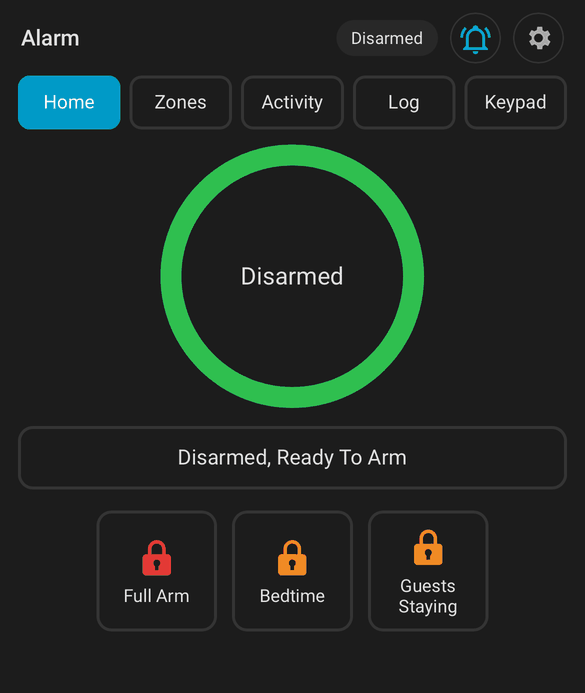 Alarm
Disarmed
Home
Zones
Activity
Log
Keypad
Disarmed
Disarmed, Ready To Arm
Full Arm
Bedtime
Guests
Staying